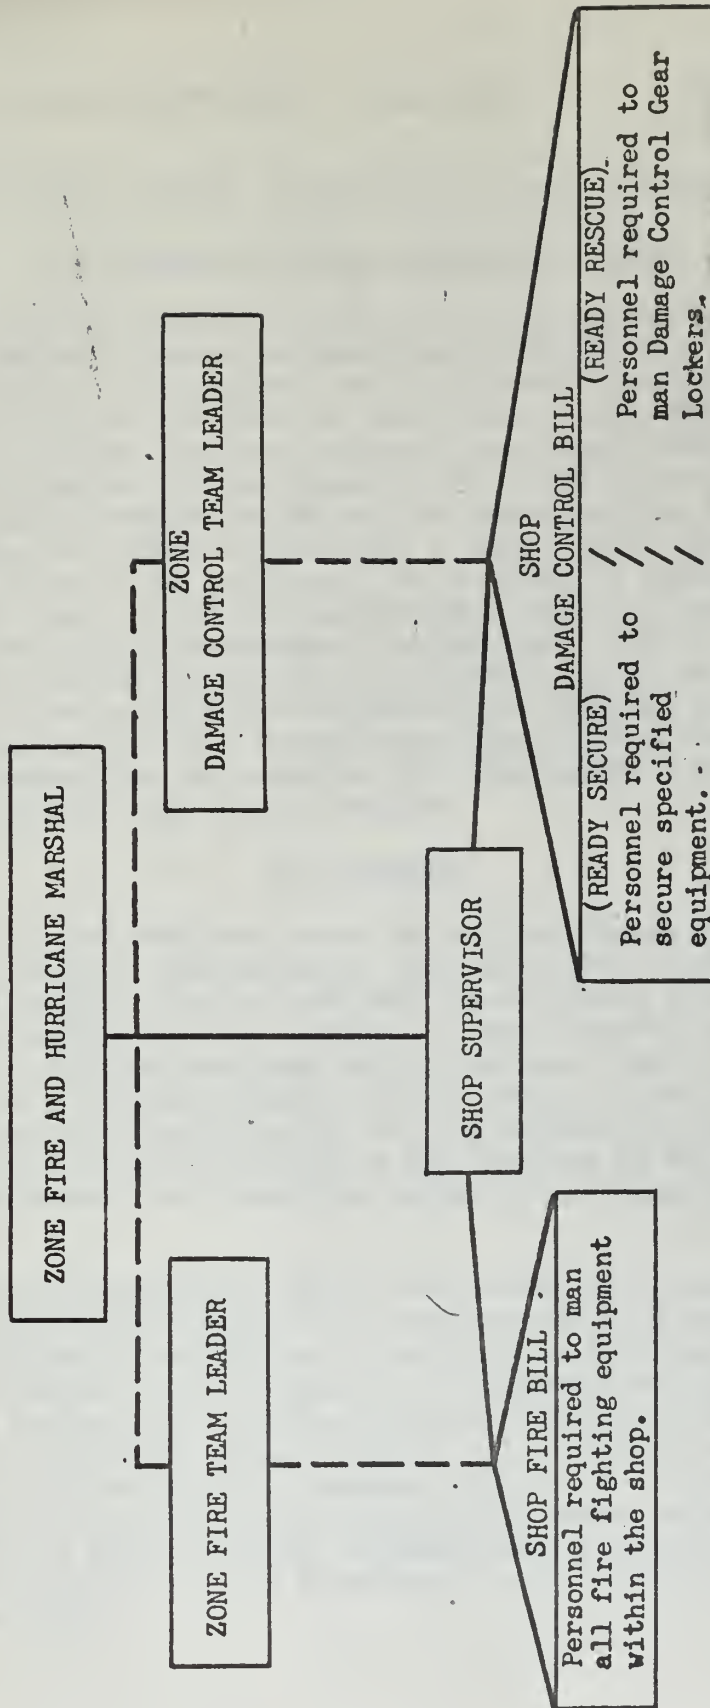 ZONE FIRE AND HURRICANE MARSHAL
ZONE FIRE TEAM LEADER
ZONE
DAMAGE CONTROL TEAM LEADER
SHOP SUPERVISOR
SHOP FIRE BILL
Personnel required to man
all fire fighting equipment
within the shop.
SHOP
DAMAGE CONTROL BILL
(READY SECURE)
Personnel required to
secure specified
equipment.
(READY RESCUE)
Personnel required to
man Damage Control Gear
Lockers.